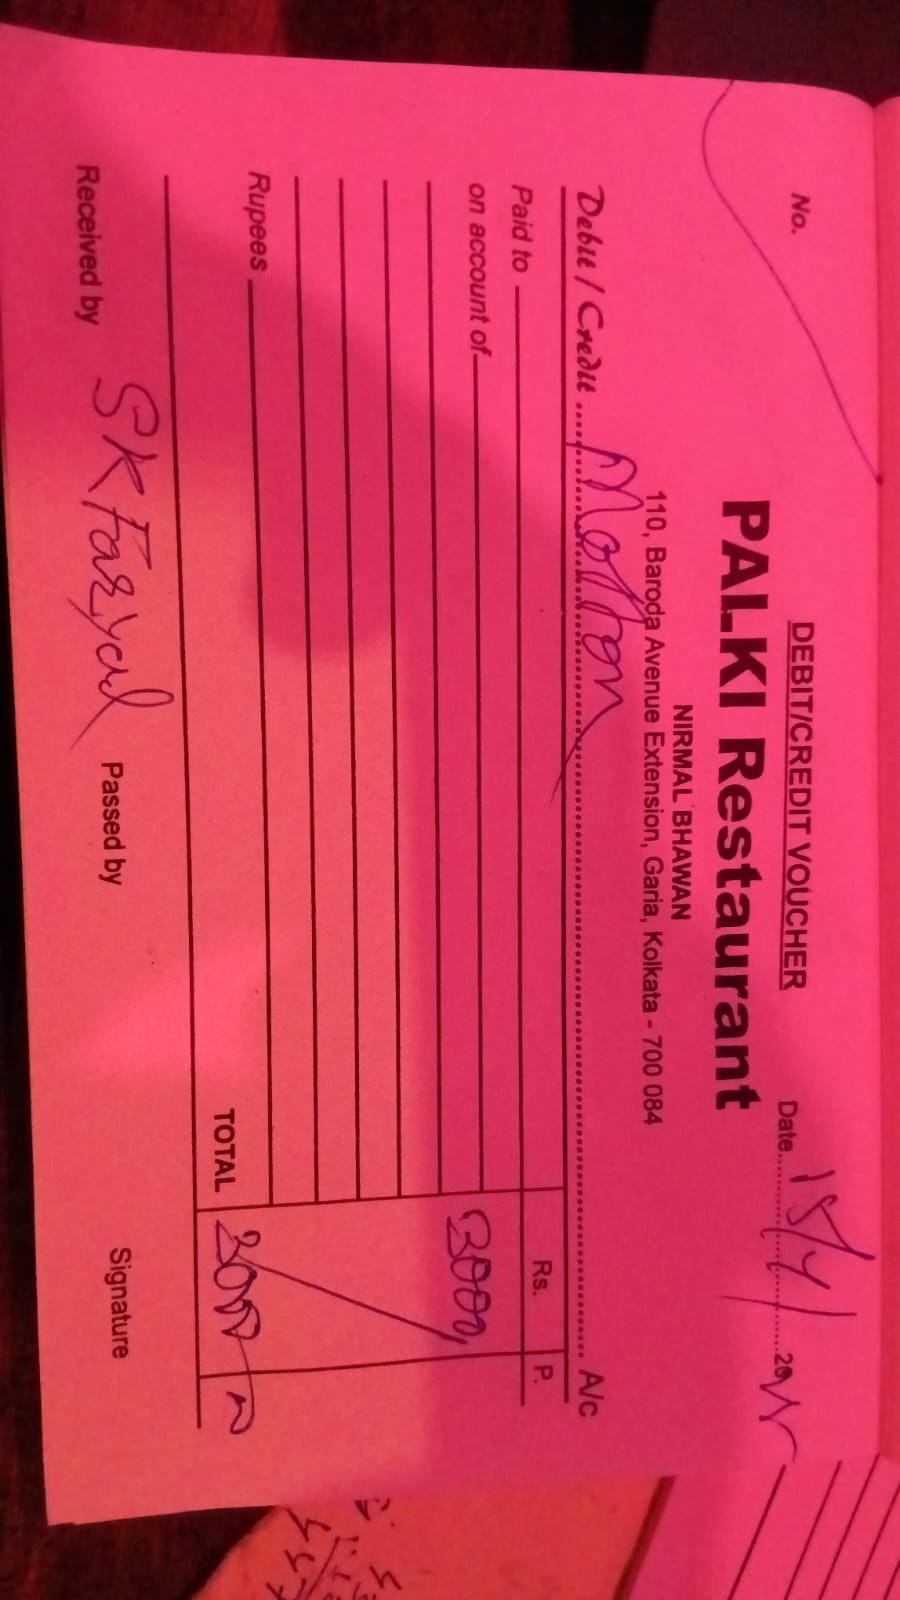 No.
DEBIT/CREDIT VOUCHER
Date 15/4/ 20
PALKI Restaurant
NIRMAL BHAWAN
110, Baroda Avenue Extension, Garia, Kolkata - 700 084
Debit / Credit Motton A/c
Rs. P.
Paid to
on account of 3000/
Rupees
TOTAL 3000
Received by SK Passed by Signature